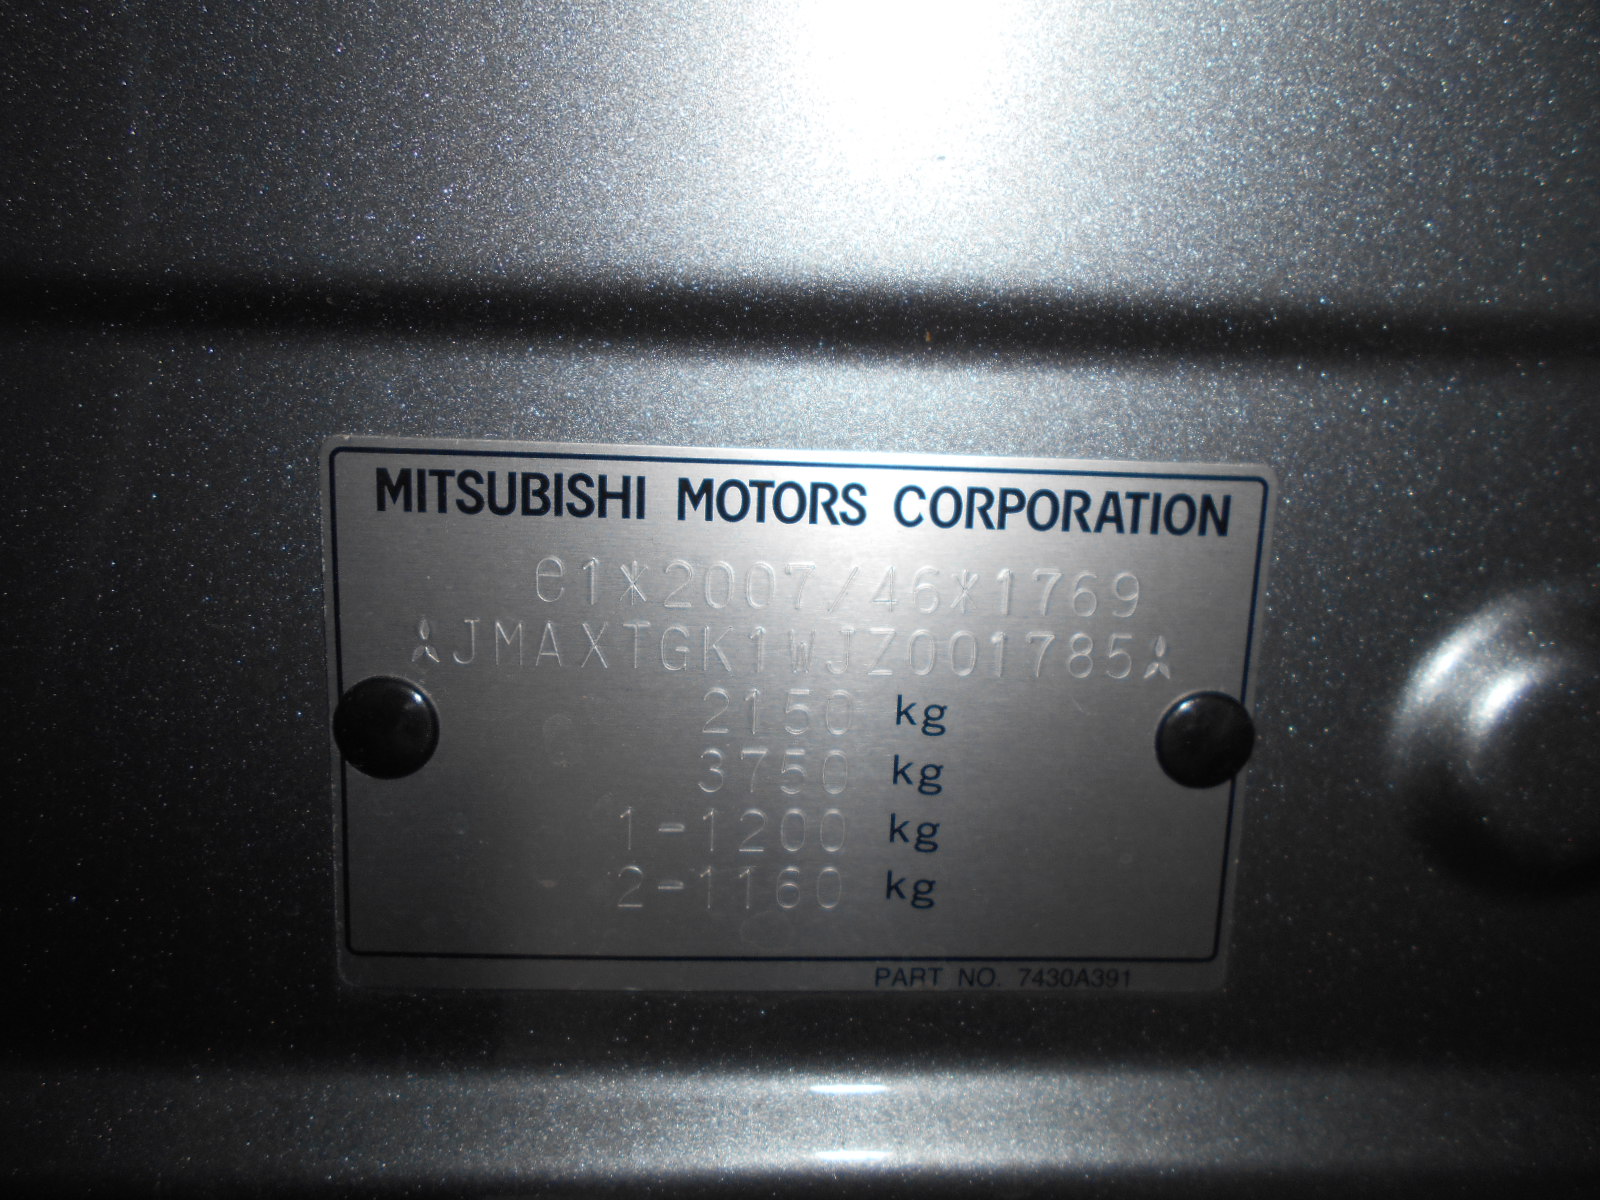 MITSUBISHI MOTORS CORPORATION
e1*2007/46*1769
JMAXTGK1WJZ001785
2150 kg
3750 kg
1-1200 kg
2-1160 kg
PART NO. 7430A391